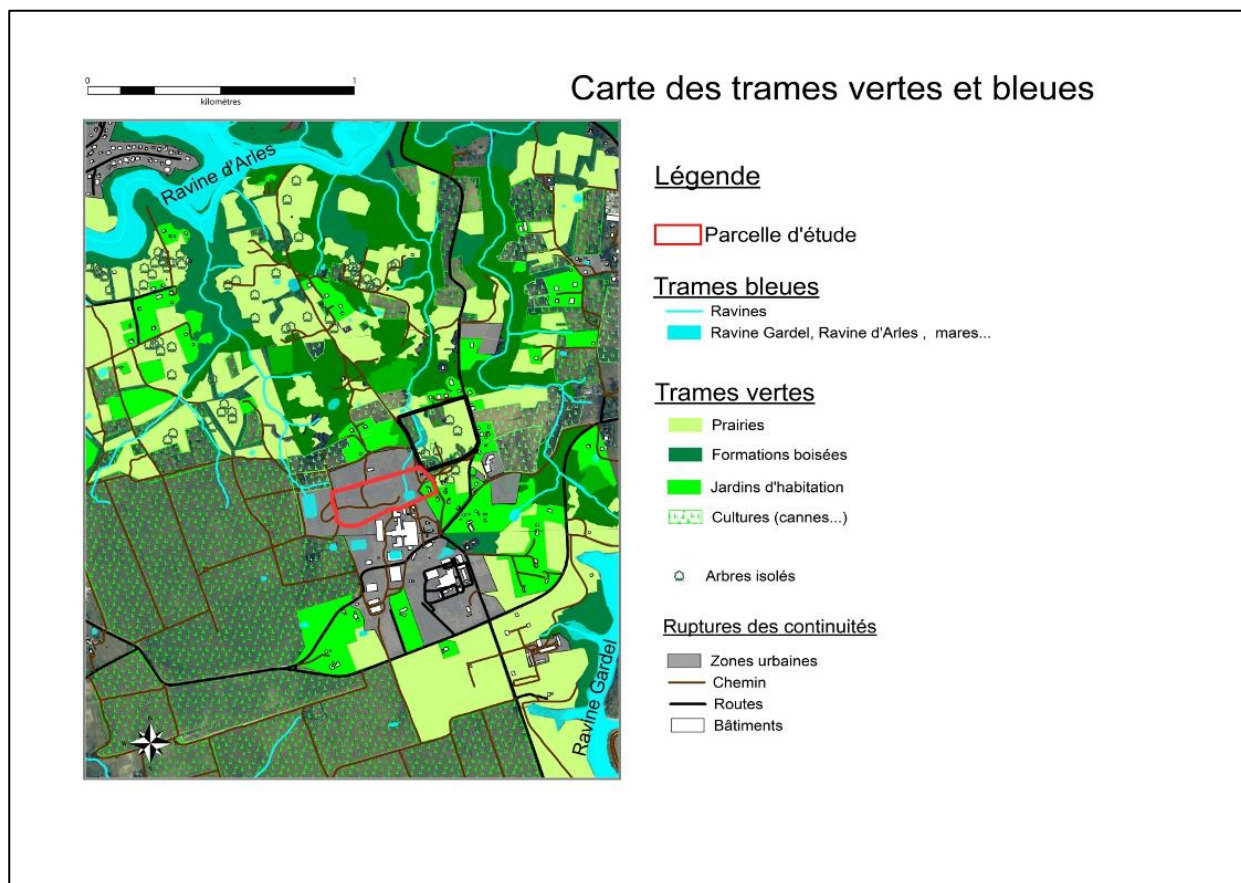 0
1
kilomètres
Carte des trames vertes et bleues
Ravine d'Arles
Ravine Gardel
Légende
Parcelle d'étude
Trames bleues
Ravines
Ravine Gardel, Ravine d'Arles , mares...
Trames vertes
Prairies
Formations boisées
Jardins d'habitation
Cultures (cannes...)
Arbres isolés
Ruptures des continuités
Zones urbaines
Chemin
Routes
Bâtiments